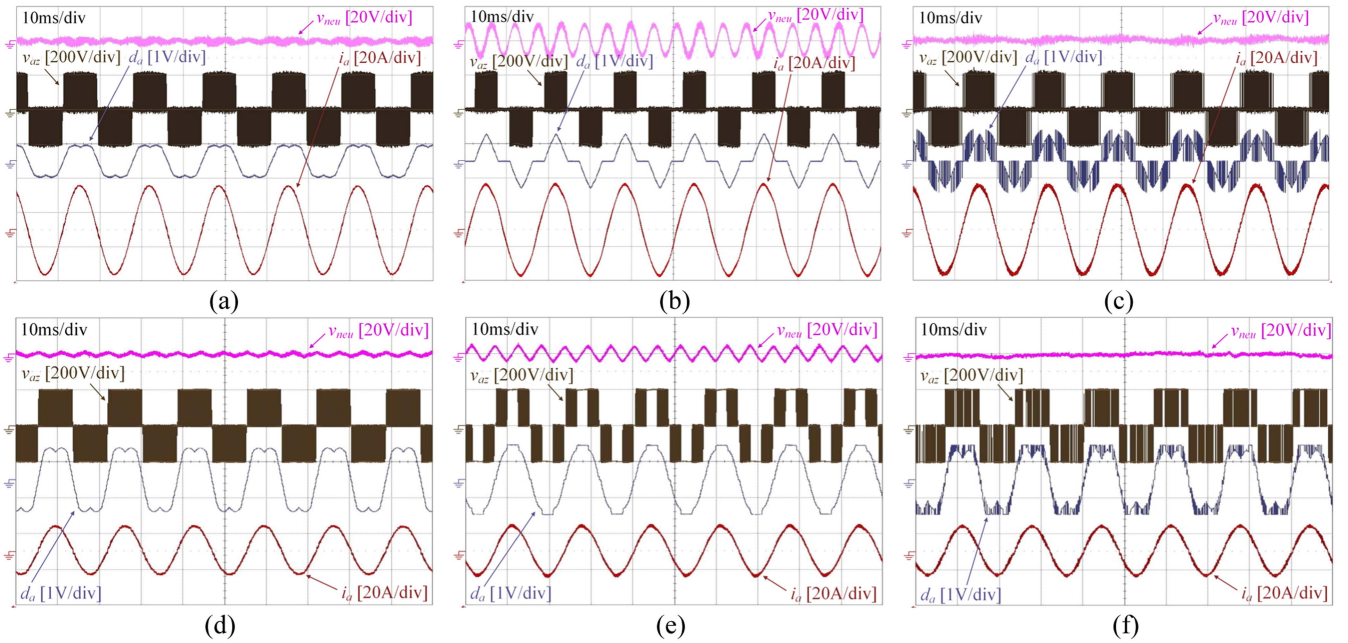 10ms/div
v_neu [20V/div]
v_az [200V/div]
d_a [1V/div]
i_a [20A/div]
(a)
10ms/div
v_neu [20V/div]
v_az [200V/div]
d_a [1V/div]
i_a [20A/div]
(b)
10ms/div
v_neu [20V/div]
v_az [200V/div]
d_a [1V/div]
i_a [20A/div]
(c)
10ms/div
v_neu [20V/div]
v_az [200V/div]
d_a [1V/div]
i_a [20A/div]
(d)
10ms/div
v_neu [20V/div]
v_az [200V/div]
d_a [1V/div]
i_a [20A/div]
(e)
10ms/div
v_neu [20V/div]
v_az [200V/div]
d_a [1V/div]
i_a [20A/div]
(f)